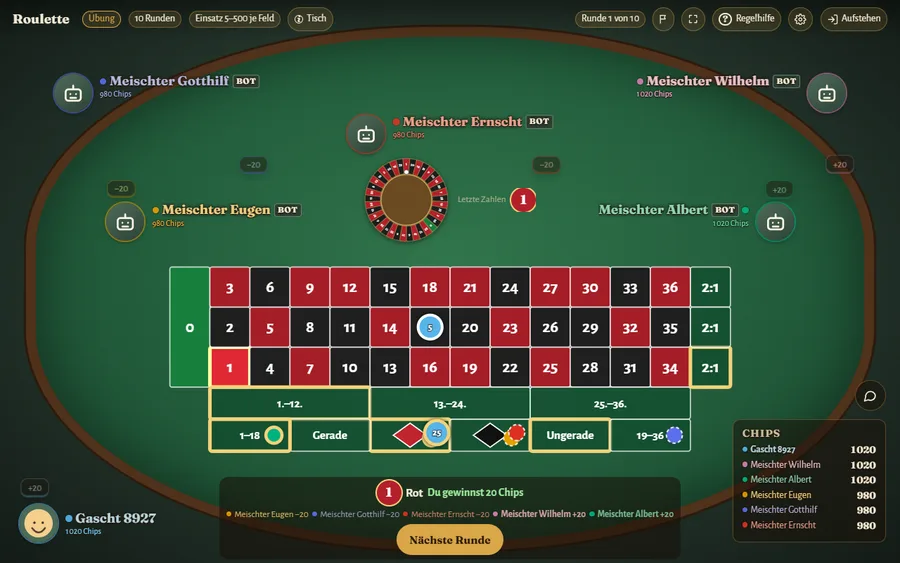 Roulette Übung 10 Runden Einsatz 5–500 je Feld Tisch Runde 1 von 10 Regelhilfe Aufstehen
Meischter Gotthilf BOT
980 Chips
Meischter Wilhelm BOT
1020 Chips
Meischter Ernscht BOT
980 Chips
−20 −20 +20
−20 +20
Meischter Eugen BOT
980 Chips
Letzte Zahlen 1
Meischter Albert BOT
1020 Chips
3 6 9 12 15 18 21 24 27 30 33 36 2:1
0 2 5 8 11 14 5 20 23 26 29 32 35 2:1
1 4 7 10 13 16 19 22 25 28 31 34 2:1
1.–12. 13.–24. 25.–36.
1–18 Gerade 25 Ungerade 19–36
CHIPS
Gascht 8927 1020
Meischter Wilhelm 1020
Meischter Albert 1020
Meischter Eugen 980
Meischter Gotthilf 980
Meischter Ernscht 980
+20
Gascht 8927
1020 Chips
1 Rot Du gewinnst 20 Chips
Meischter Eugen −20 Meischter Gotthilf −20 Meischter Ernscht −20 Meischter Wilhelm +20 Meischter Albert +20
Nächste Runde